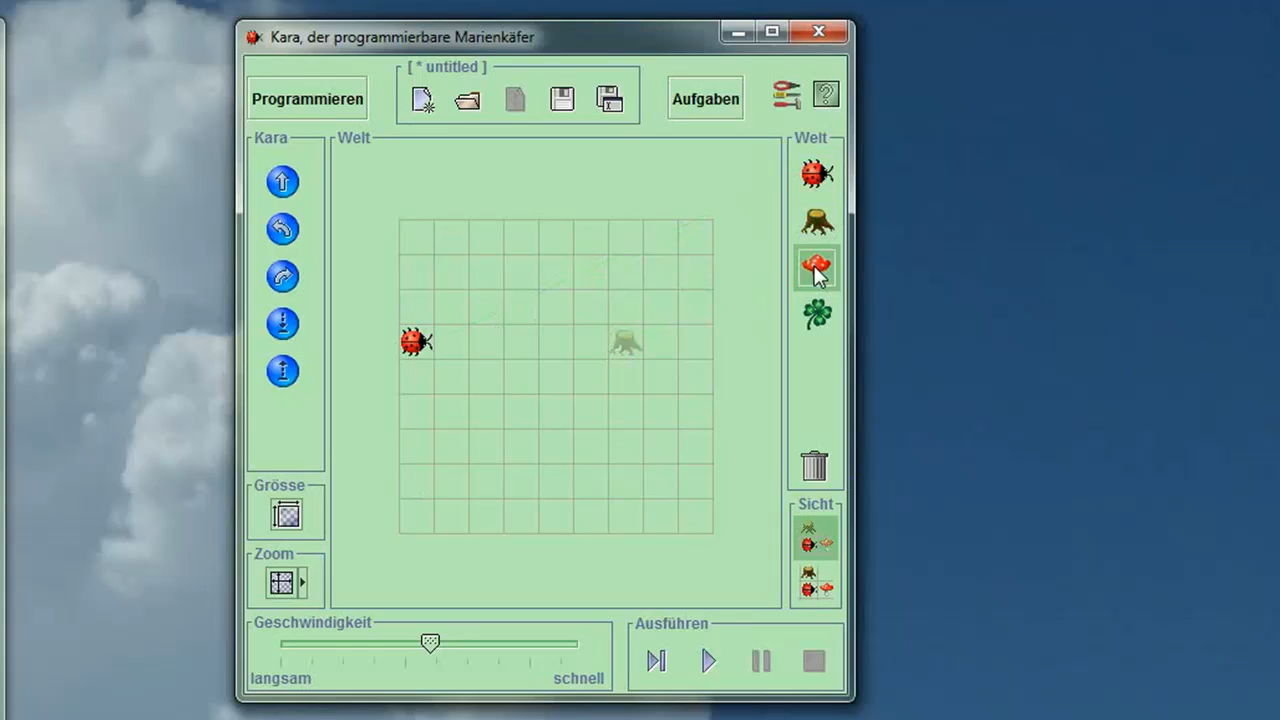 Kara, der programmierbare Marienkäfer
[ * untitled ]
Programmieren
Aufgaben
Kara
Welt
Welt
Grösse
Sicht
Zoom
Geschwindigkeit
langsam
schnell
Ausführen